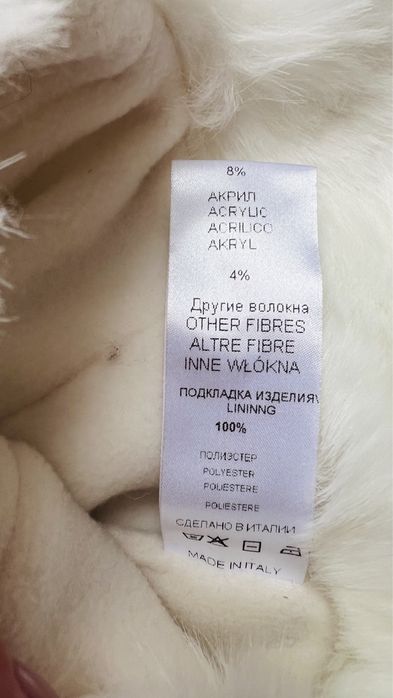 8%
АКРИЛ
ACRYLIC
ACRILICO
AKRYL
4%
Другие волокна
OTHER FIBRES
ALTRE FIBRE
INNE WŁÓKNA
ПОДКЛАДКА ИЗДЕЛИЯ
LININNG
100%
ПОЛИЭСТЕР
POLYESTER
POLIESTERE
POLIESTERE
СДЕЛАНО В ИТАЛИИ
MADE IN ITALY